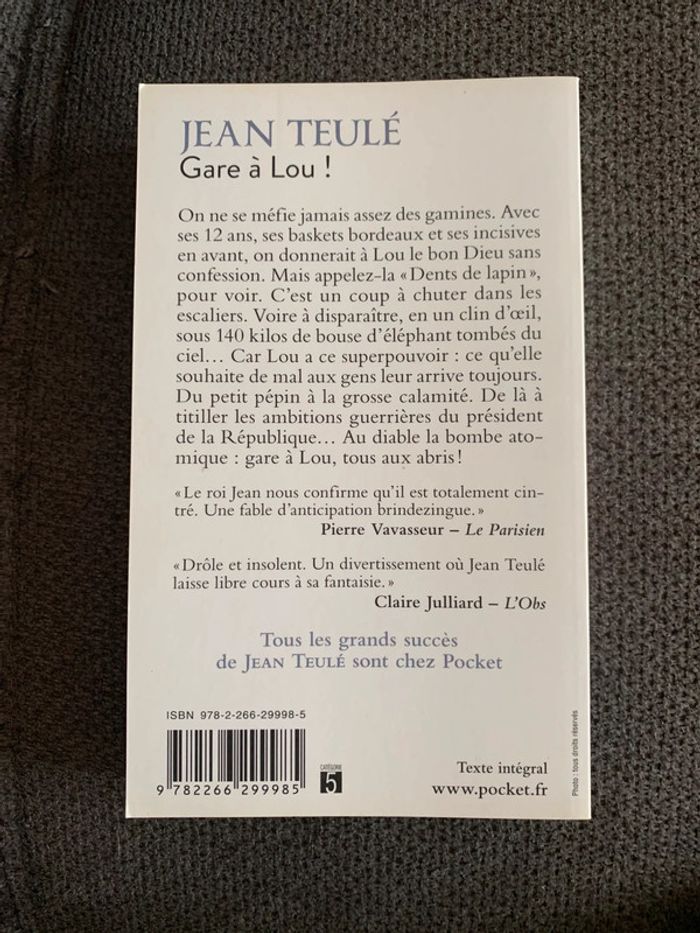 JEAN TEULÉ
Gare à Lou !
On ne se méfie jamais assez des gamines. Avec
ses 12 ans, ses baskets bordeaux et ses incisives
en avant, on donnerait à Lou le bon Dieu sans
confession. Mais appelez-la « Dents de lapin »,
pour voir. C'est un coup à chuter dans les
escaliers. Voire à disparaître, en un clin d'œil,
sous 140 kilos de bouse d'éléphant tombés du
ciel… Car Lou a ce superpouvoir : ce qu'elle
souhaite de mal aux gens leur arrive toujours.
Du petit pépin à la grosse calamité. De là à
titiller les ambitions guerrières du président
de la République… Au diable la bombe ato-
mique : gare à Lou, tous aux abris !
« Le roi Jean nous confirme qu'il est totalement cin-
tré. Une fable d'anticipation brindezingue. »
Pierre Vavasseur – Le Parisien
« Drôle et insolent. Un divertissement où Jean Teulé
laisse libre cours à sa fantaisie. »
Claire Julliard – L'Obs
Tous les grands succès
de JEAN TEULÉ sont chez Pocket
ISBN 978-2-266-29998-5
9 782266 299985
CATÉGORIE
5
Texte intégral
www.pocket.fr
Photo : tous droits réservés